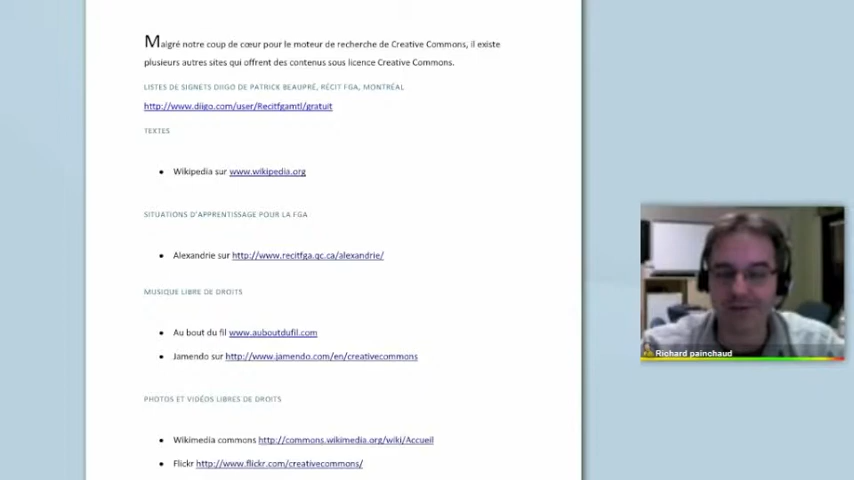 Malgré notre coup de cœur pour le moteur de recherche de Creative Commons, il existe
plusieurs autres sites qui offrent des contenus sous licence Creative Commons.
LISTES DE SIGNETS DIIGO DE PATRICK BEAUPRÉ, RÉCIT FGA, MONTRÉAL
http://www.diigo.com/user/Recitfgamtl/gratuit
TEXTES
Wikipedia sur www.wikipedia.org
SITUATIONS D'APPRENTISSAGE POUR LA FGA
Alexandrie sur http://www.recitfga.qc.ca/alexandrie/
MUSIQUE LIBRE DE DROITS
Au bout du fil www.auboutdufil.com
Jamendo sur http://www.jamendo.com/en/creativecommons
Richard painchaud
PHOTOS ET VIDÉOS LIBRES DE DROITS
Wikimedia commons http://commons.wikimedia.org/wiki/Accueil
Flickr http://www.flickr.com/creativecommons/